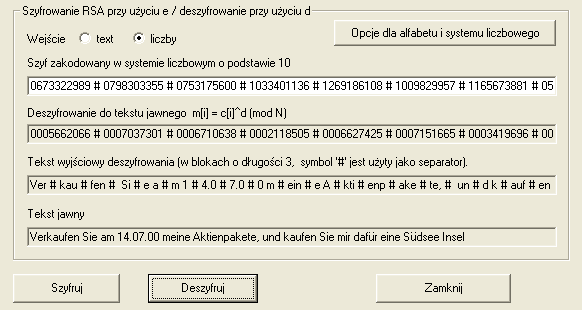 Szyfrowanie RSA przy użyciu e / deszyfrowanie przy użyciu d
Wejście text liczby Opcje dla alfabetu i systemu liczbowego
Szyf zakodowany w systemie liczbowym o podstawie 10
0673322989 # 0798303355 # 0753175600 # 1033401136 # 1269186108 # 1009829957 # 1165673881 # 05
Deszyfrowanie do tekstu jawnego m[i] = c[i]^d (mod N)
0005662066 # 0007037301 # 0006710638 # 0002118505 # 0006627425 # 0007151665 # 0003419696 # 00
Tekst wyjściowy deszyfrowania (w blokach o długości 3, symbol '#' jest użyty jako separator).
Ver # kau # fen # Si # e a # m 1 # 4.0 # 7.0 # 0 m # ein # e A # kti # enp # ake # te, # un # d k # auf # en
Tekst jawny
Verkaufen Sie am 14.07.00 meine Aktienpakete, und kaufen Sie mir dafür eine Südsee Insel
Szyfruj Deszyfruj Zamknij